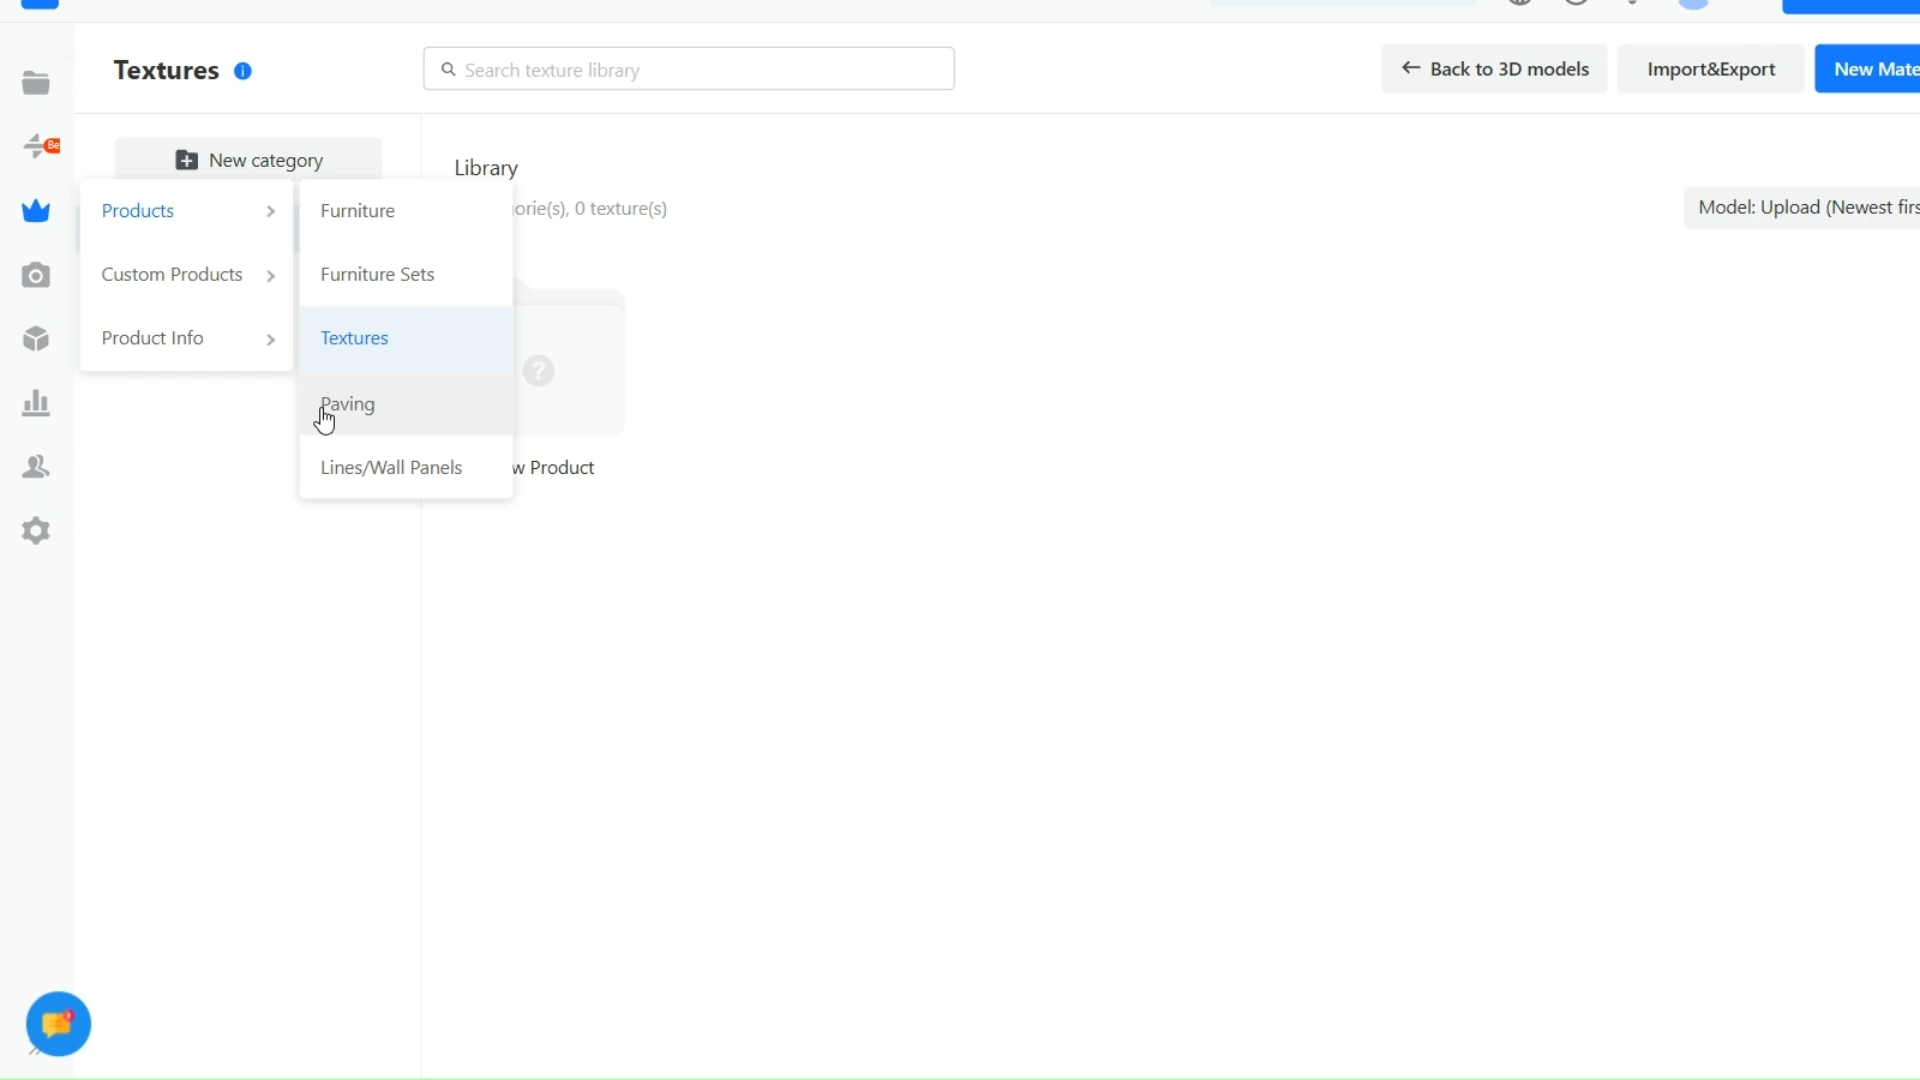 Textures
Search texture library
Back to 3D models
Import&Export
New Mate
Be
New category
Library
Products
Furniture
orie(s), 0 texture(s)
Model: Upload (Newest firs
Custom Products
Furniture Sets
Product Info
Textures
?
Paving
Lines/Wall Panels
w Product